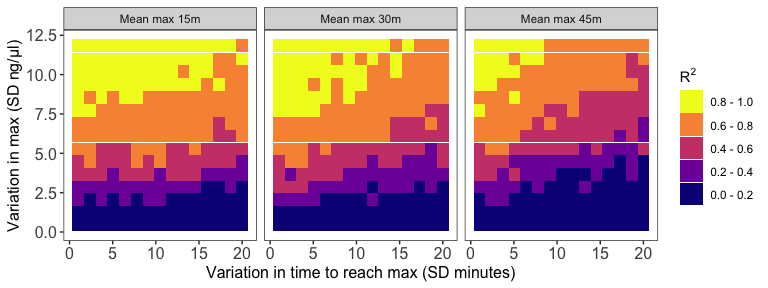 Mean max 15m
Mean max 30m
Mean max 45m
Variation in max (SD ng/μl)
12.5
10.0
7.5
5.0
2.5
0.0
0 5 10 15 20
0 5 10 15 20
0 5 10 15 20
Variation in time to reach max (SD minutes)
R²
0.8 - 1.0
0.6 - 0.8
0.4 - 0.6
0.2 - 0.4
0.0 - 0.2